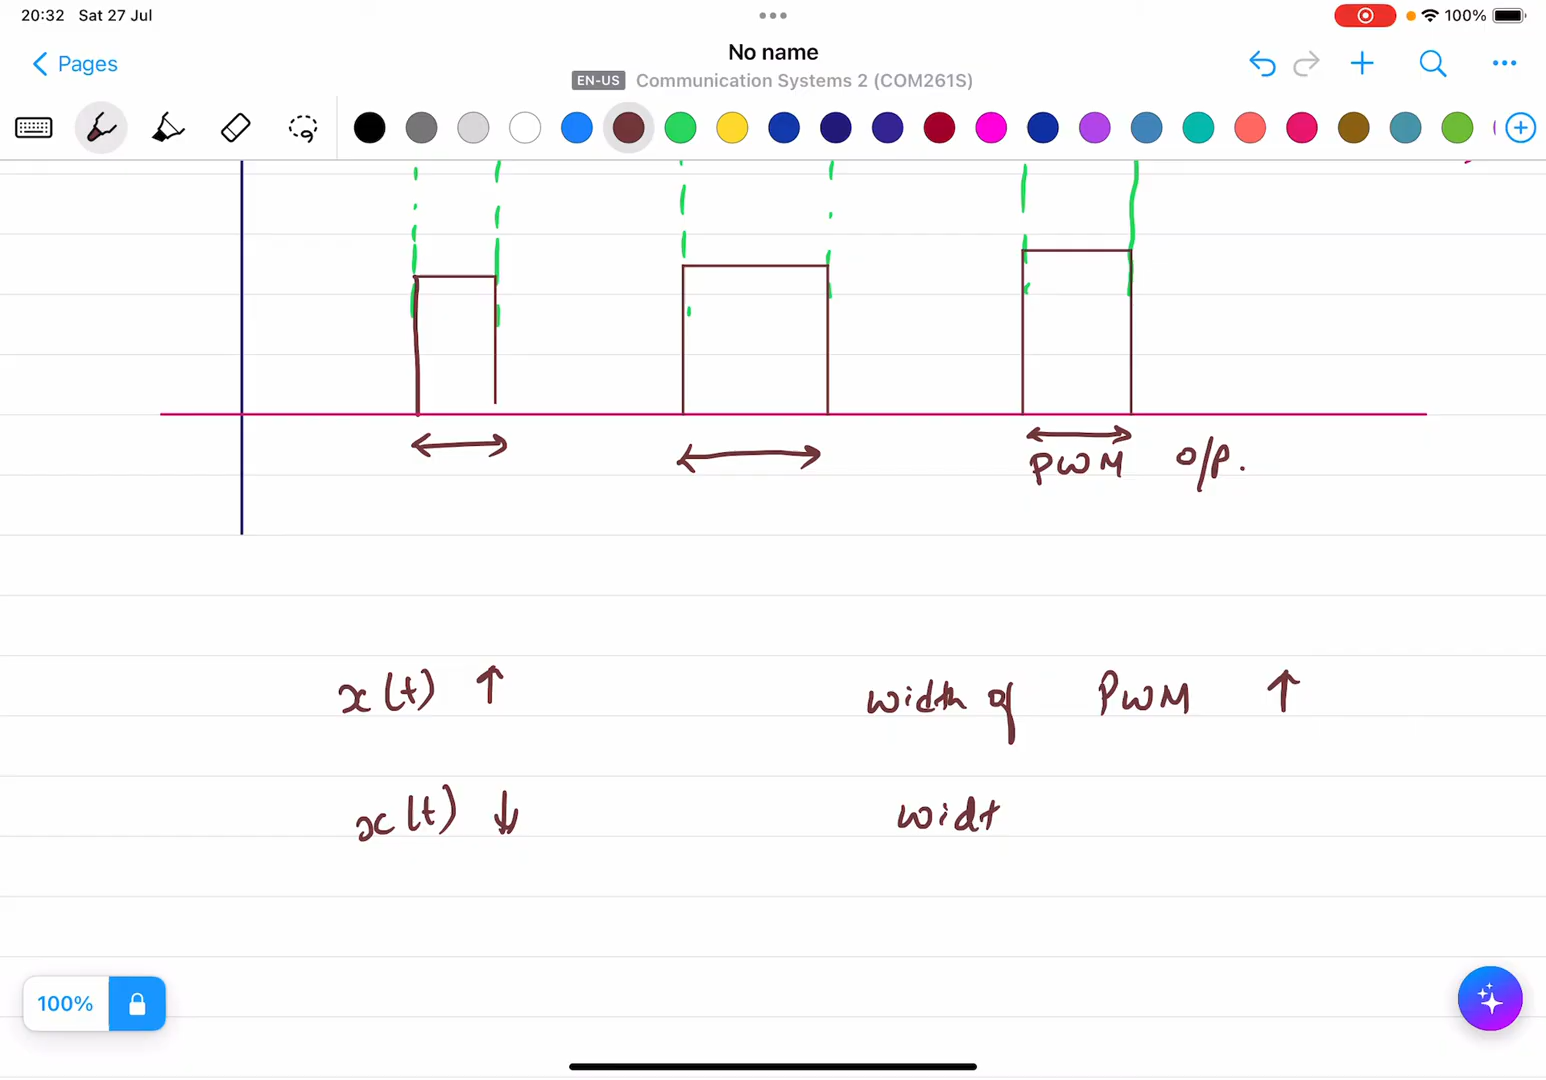 20:32 Sat 27 Jul 100%
Pages
No name
EN-US Communication Systems 2 (COM261S)
PWM O/P.
x(t) ↑ width of PWM ↑
x(t) ↓ widt
100%